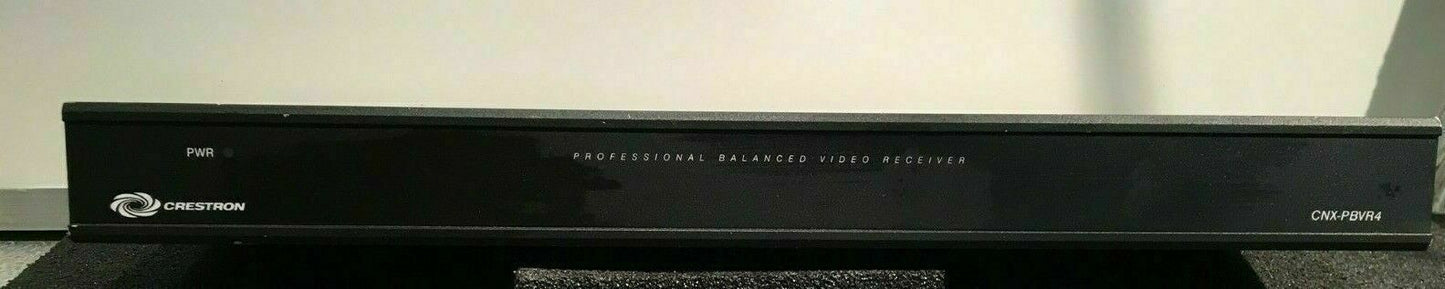 PWR
PROFESSIONAL BALANCED VIDEO RECEIVER
CRESTRON
CNX-PBVR4